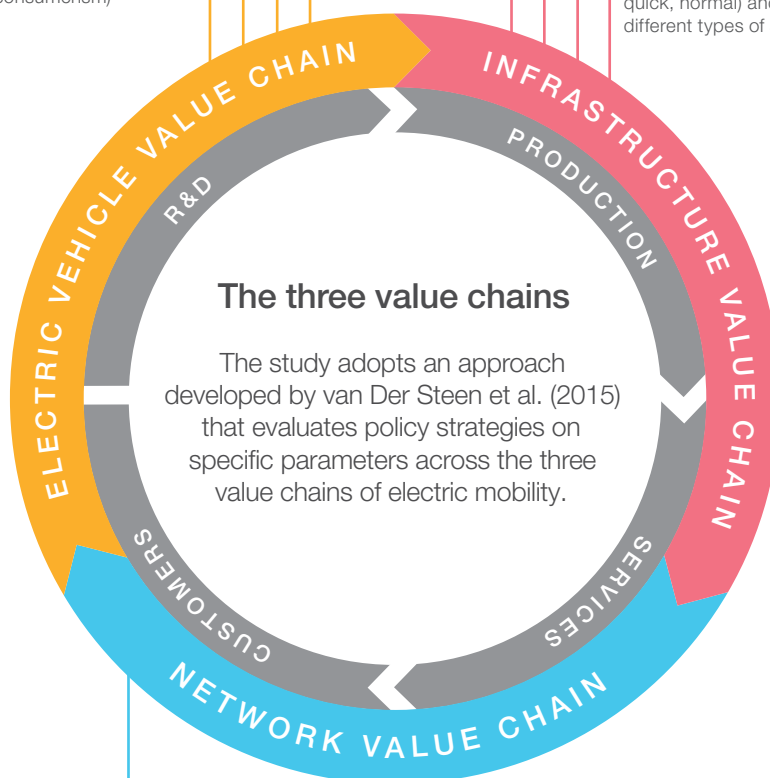 quick, normal) and
different types of
ELECTRIC VEHICLE VALUE CHAIN
INFRASTRUCTURE VALUE CHAIN
R&D
PRODUCTION
The three value chains
The study adopts an approach
developed by van Der Steen et al. (2015)
that evaluates policy strategies on
specific parameters across the three
value chains of electric mobility.
CUSTOMERS
SERVICES
NETWORK VALUE CHAIN